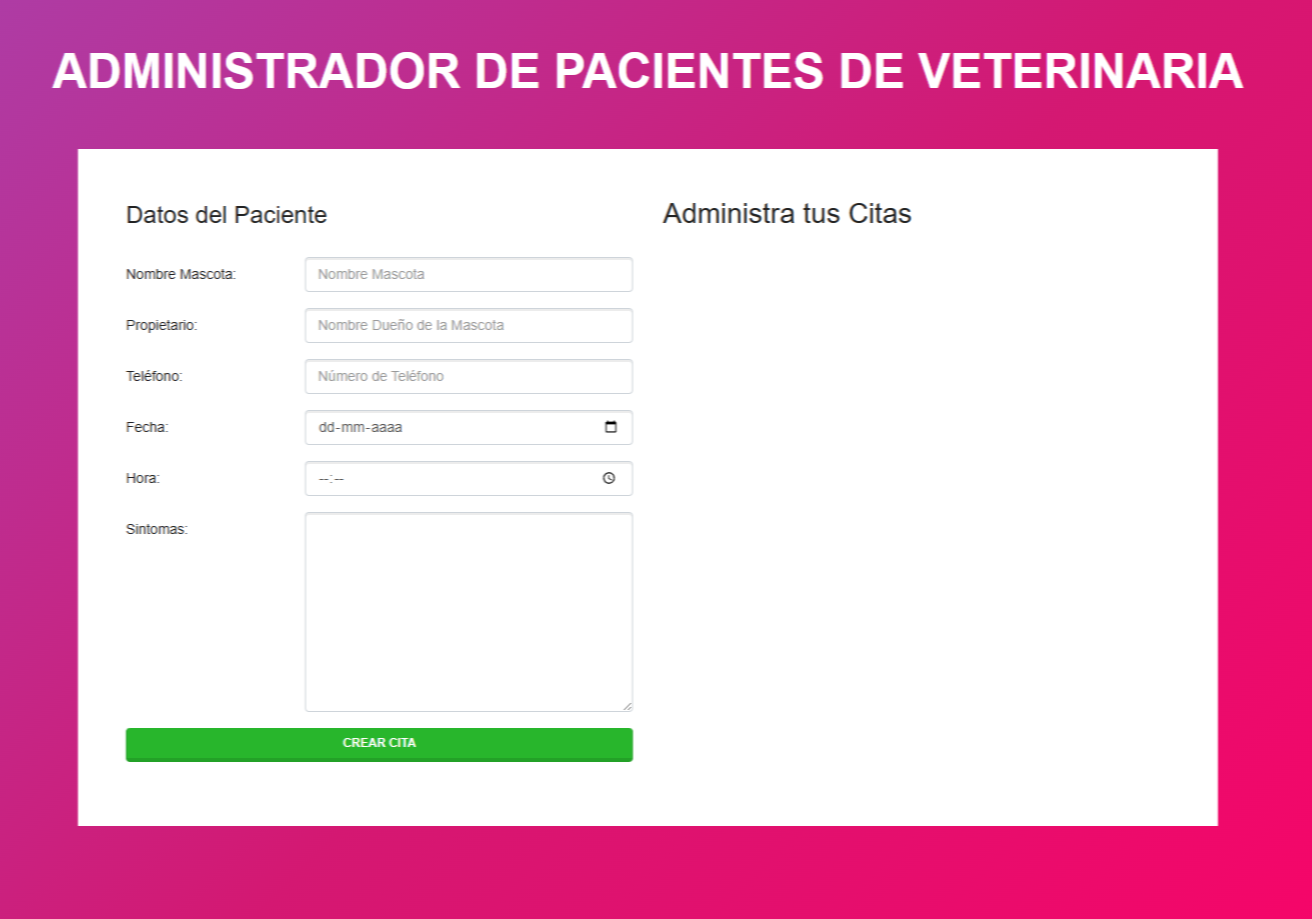 ADMINISTRADOR DE PACIENTES DE VETERINARIA
Datos del Paciente
Nombre Mascota:
Nombre Mascota
Propietario:
Nombre Dueño de la Mascota
Teléfono:
Número de Teléfono
Fecha:
dd-mm-aaaa
Hora:
--:--
Sintomas:
CREAR CITA
Administra tus Citas